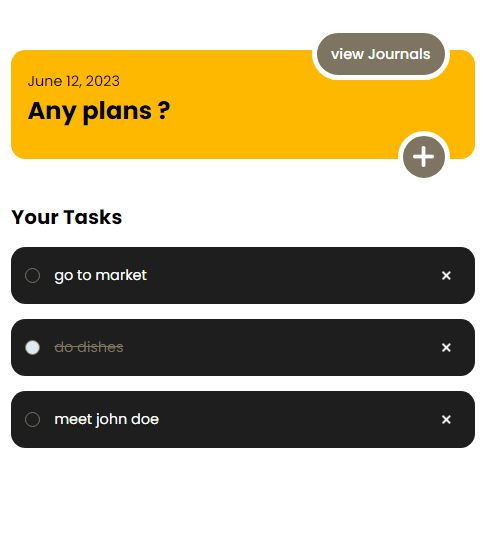 view Journals
June 12, 2023
Any plans ?
Your Tasks
go to market
do dishes
meet john doe